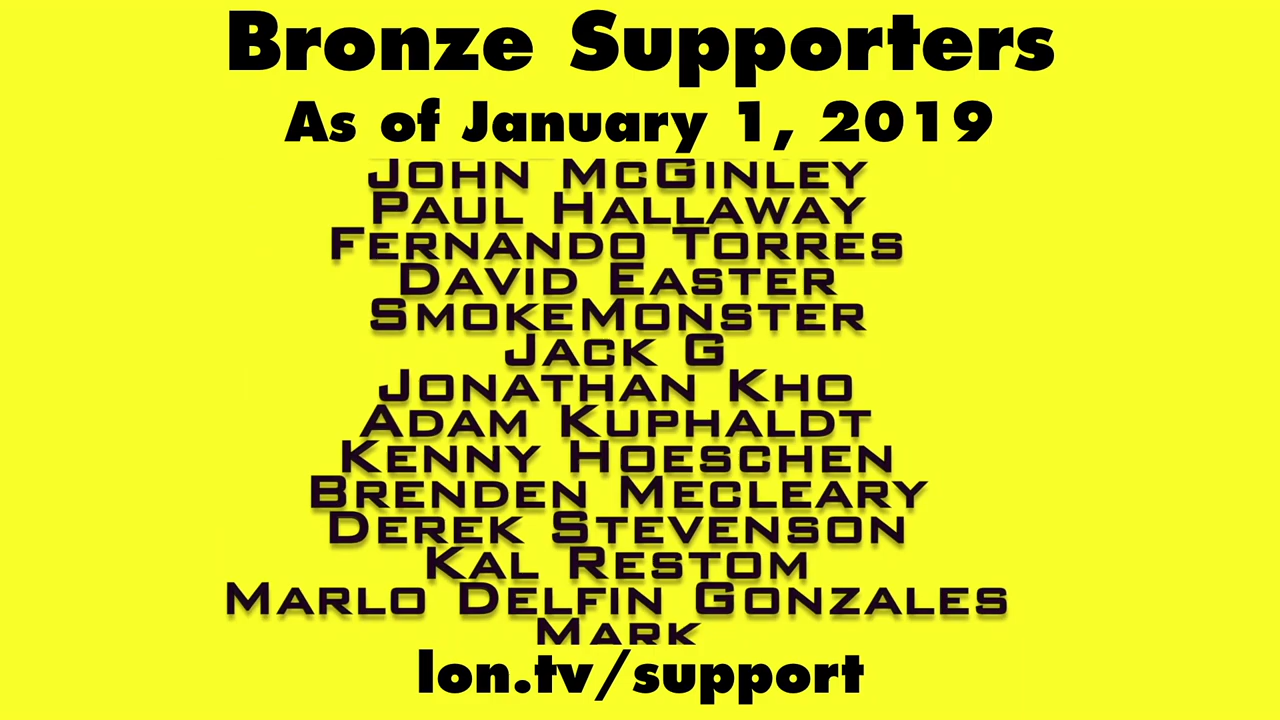 Bronze Supporters
As of January 1, 2019
John McGinley
Paul Hallaway
Fernando Torres
David Easter
SmokeMonster
Jack G
Jonathan Kho
Adam Kuphaldt
Kenny Hoeschen
Brenden Mecleary
Derek Stevenson
Kal Restom
Marlo Delfin Gonzales
Mark
lon.tv/support